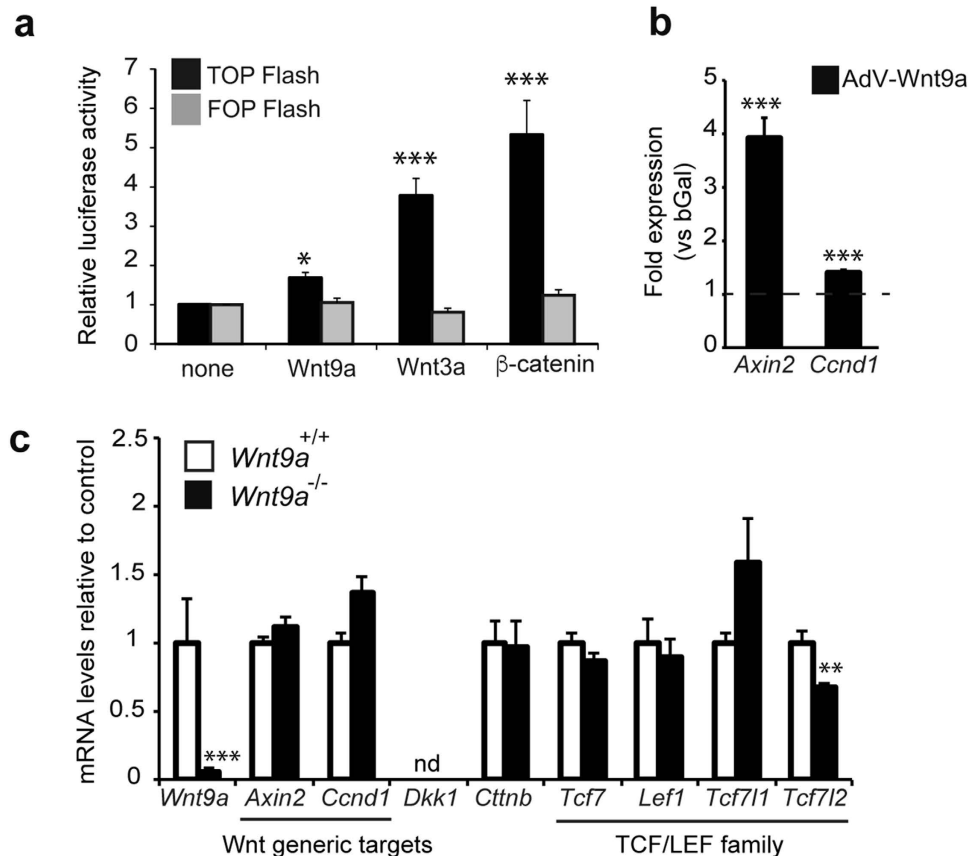 a
Relative luciferase activity
7
6
5
4
3
2
1
0
TOP Flash
FOP Flash
*
***
***
none
Wnt9a
Wnt3a
β-catenin
b
Fold expression
(vs bGal)
5
4
3
2
1
0
AdV-Wnt9a
***
***
Axin2
Ccnd1
c
mRNA levels relative to control
2.5
2
1.5
1
0.5
0
Wnt9a+/+
Wnt9a-/-
***
nd
**
Wnt9a
Axin2
Ccnd1
Dkk1
Cttnb
Tcf7
Lef1
Tcf7l1
Tcf7l2
Wnt generic targets
TCF/LEF family